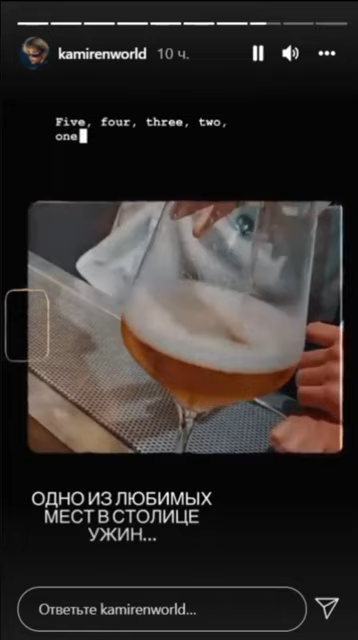 kamirenworld 10 ч.
Five, four, three, two,
one
ОДНО ИЗ ЛЮБИМЫХ
МЕСТ В СТОЛИЦЕ
УЖИН...
Ответьте kamirenworld...